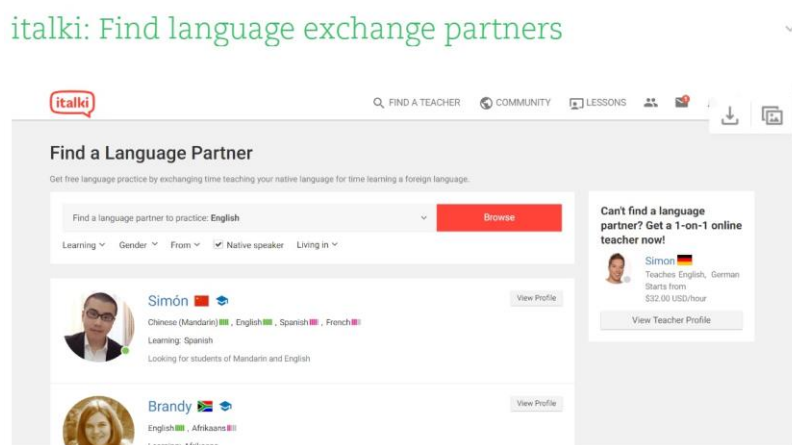 italki: Find language exchange partners
italki
FIND A TEACHER
COMMUNITY
LESSONS
Find a Language Partner
Get free language practice by exchanging time teaching your native language for time learning a foreign language.
Find a language partner to practice: English
Browse
Learning
Gender
From
Native speaker
Living in
Simón
View Profile
Chinese (Mandarin) , English , Spanish , French
Learning: Spanish
Looking for students of Mandarin and English
Brandy
View Profile
English , Afrikaans
Learning: Afrikaans
Can't find a language
partner? Get a 1-on-1 online
teacher now!
Simon
Teaches English, German
Starts from
$32.00 USD/hour
View Teacher Profile